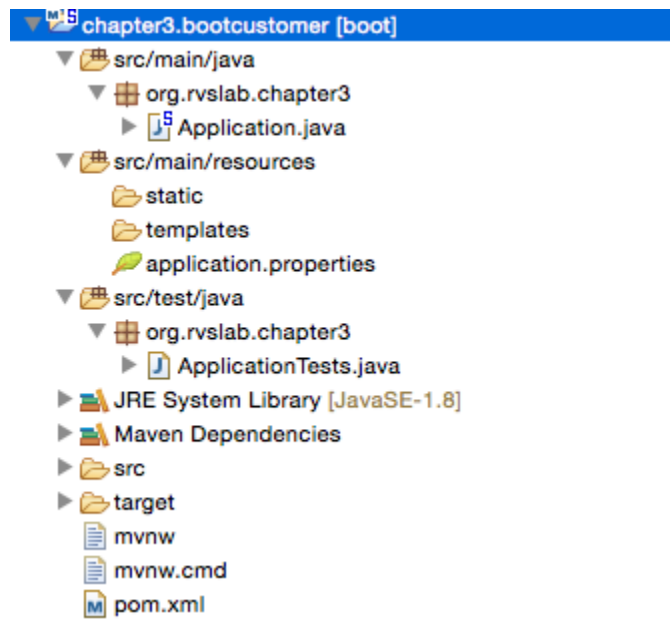 chapter3.bootcustomer [boot]
src/main/java
org.rvslab.chapter3
Application.java
src/main/resources
static
templates
application.properties
src/test/java
org.rvslab.chapter3
ApplicationTests.java
JRE System Library [JavaSE-1.8]
Maven Dependencies
src
target
mvnw
mvnw.cmd
pom.xml